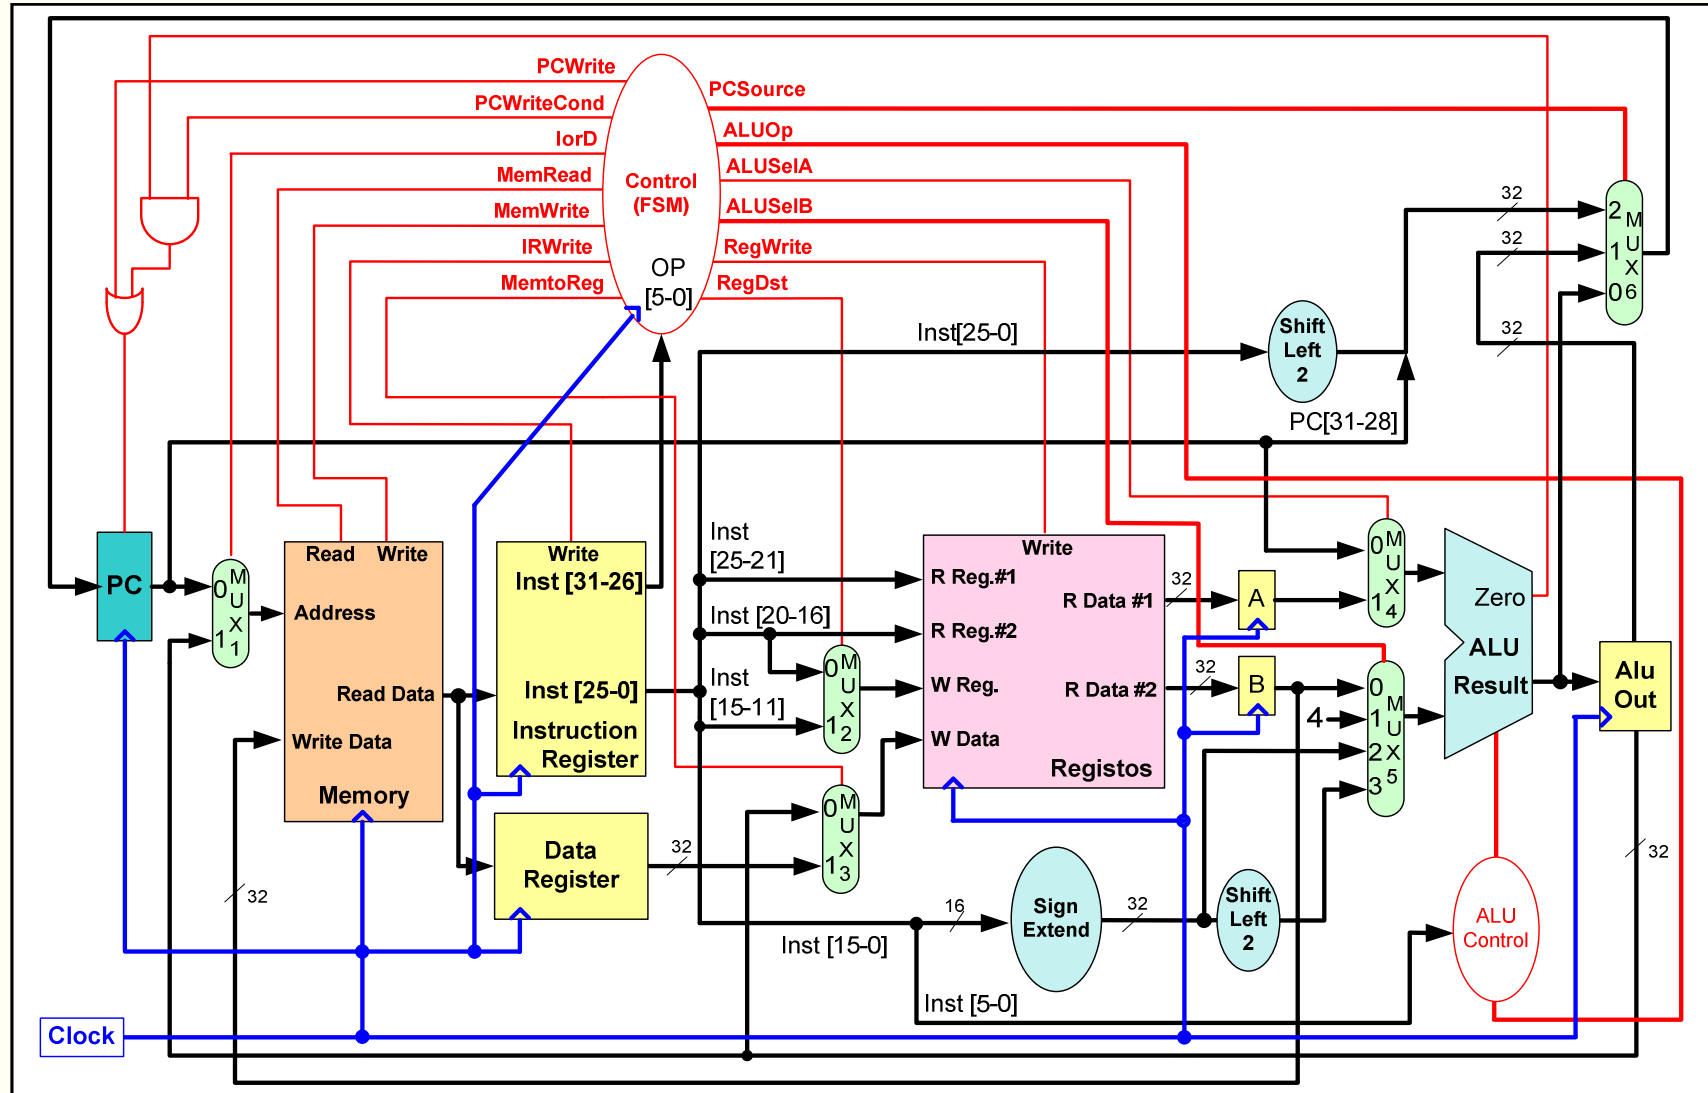 PCWrite
PCWriteCond
IorD
MemRead
MemWrite
IRWrite
MemtoReg
Control
(FSM)
OP
[5-0]
PCSource
ALUOp
ALUSelA
ALUSelB
RegWrite
RegDst
32
32
32
2
1
0
M
U
X
6
Inst[25-0]
Shift
Left
2
PC[31-28]
PC
0
1
M
U
X
1
Read Write
Address
Read Data
Write Data
Memory
32
Write
Inst [31-26]
Inst [25-0]
Instruction
Register
Data
Register
32
Inst
[25-21]
Inst [20-16]
Inst
[15-11]
0
1
M
U
X
2
0
1
M
U
X
3
Write
R Reg.#1
R Data #1
R Reg.#2
W Reg.
R Data #2
W Data
Registos
32
32
A
B
4
0
1
M
U
X
4
0
1
2
3
M
U
X
5
Zero
ALU
Result
Alu
Out
32
Inst [15-0]
16
Sign
Extend
32
Shift
Left
2
ALU
Control
Inst [5-0]
Clock